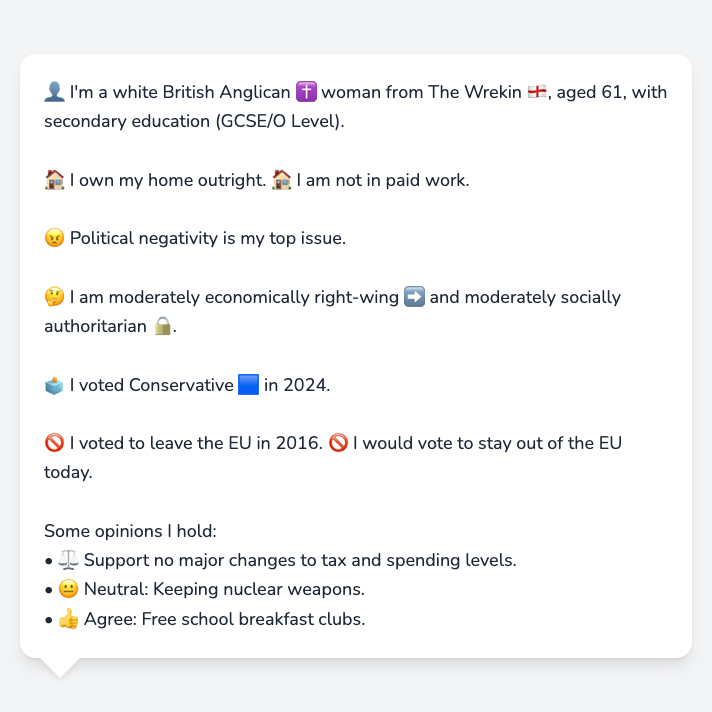 👤 I'm a white British Anglican ✝️ woman from The Wrekin 🏴󠁧󠁢󠁥󠁮󠁧󠁿, aged 61, with
secondary education (GCSE/O Level).
🏠 I own my home outright. 🏠 I am not in paid work.
😠 Political negativity is my top issue.
🤔 I am moderately economically right-wing ➡️ and moderately socially
authoritarian 🔒.
🗳️ I voted Conservative 🟦 in 2024.
🚫 I voted to leave the EU in 2016. 🚫 I would vote to stay out of the EU
today.
Some opinions I hold:
• ⚖️ Support no major changes to tax and spending levels.
• 😐 Neutral: Keeping nuclear weapons.
• 👍 Agree: Free school breakfast clubs.